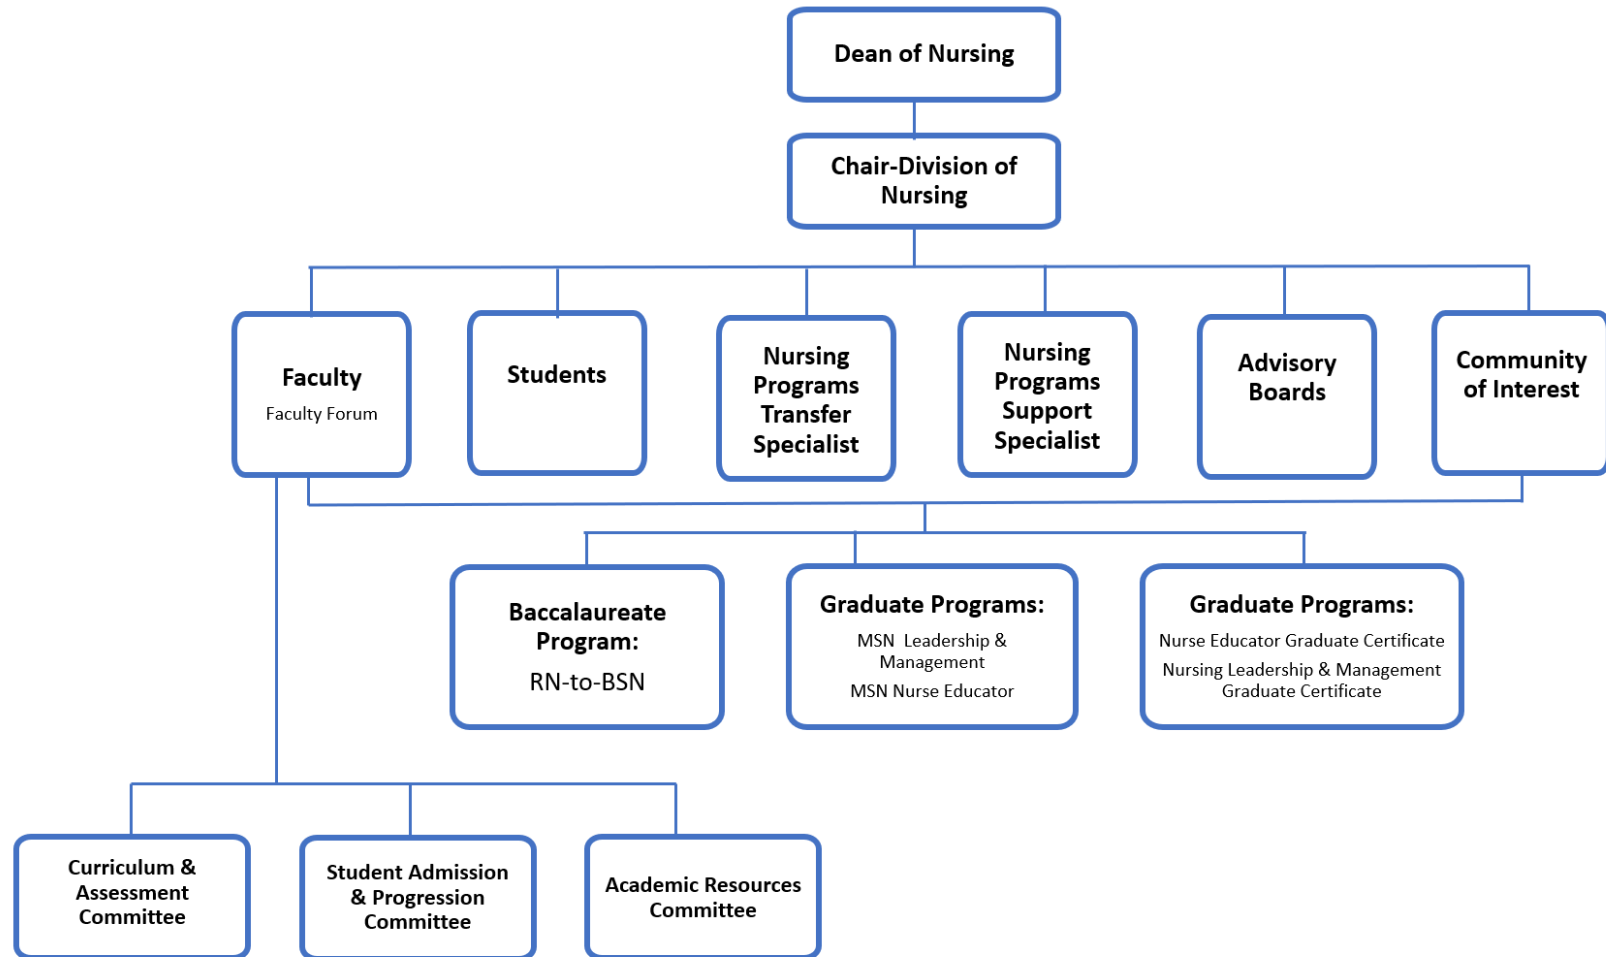 Dean of Nursing
Chair-Division of
Nursing
Faculty
Faculty Forum
Students
Nursing
Programs
Transfer
Specialist
Nursing
Programs
Support
Specialist
Advisory
Boards
Community
of Interest
Baccalaureate
Program:
RN-to-BSN
Graduate Programs:
MSN Leadership &
Management
MSN Nurse Educator
Graduate Programs:
Nurse Educator Graduate Certificate
Nursing Leadership & Management
Graduate Certificate
Curriculum &
Assessment
Committee
Student Admission
& Progression
Committee
Academic Resources
Committee